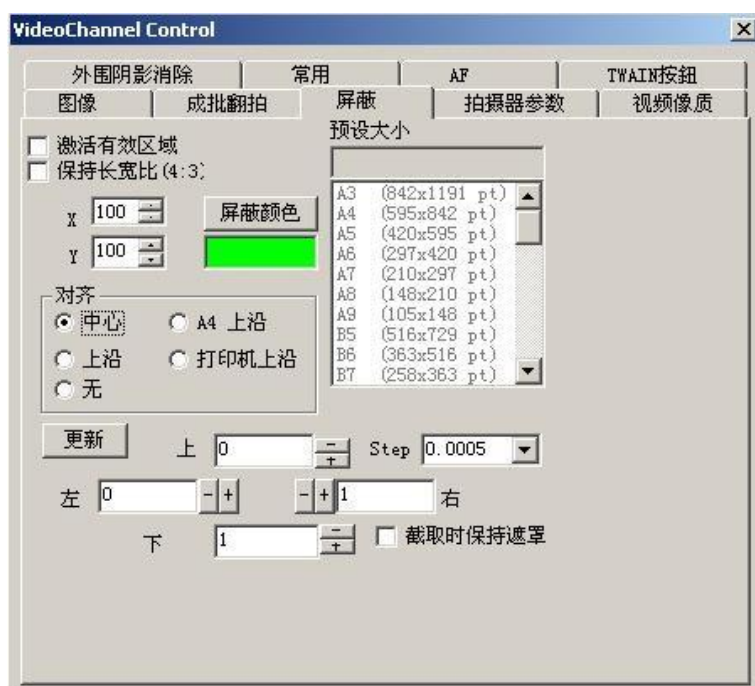 VideoChannel Control
外围阴影消除 常用 AF TWAIN按钮
图像 成批翻拍 屏蔽 拍摄器参数 视频像质
激活有效区域
保持长宽比(4:3)
X 100 屏蔽颜色
Y 100
预设大小
A3 (842x1191 pt)
A4 (595x842 pt)
A5 (420x595 pt)
A6 (297x420 pt)
A7 (210x297 pt)
A8 (148x210 pt)
A9 (105x148 pt)
B5 (516x729 pt)
B6 (363x516 pt)
B7 (258x363 pt)
对齐
中心 A4 上沿
上沿 打印机上沿
无
更新 上 0 - + Step 0.0005
左 0 - + - + 1 右
下 1 - + 截取时保持遮罩